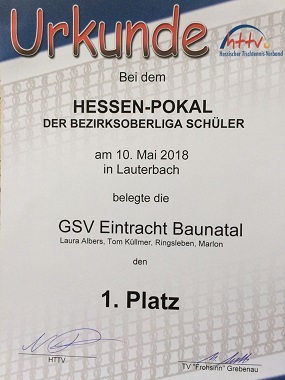 Urkunde
httv
Hessischer Tischtennis-Verband
Bei dem
HESSEN-POKAL
DER BEZIRKSOBERLIGA SCHÜLER
am 10. Mai 2018
in Lauterbach
belegte die
GSV Eintracht Baunatal
Laura Albers, Tom Küllmer, Ringsleben, Marlon
den
1. Platz
HTTV
TV "Frohsinn" Grebenau